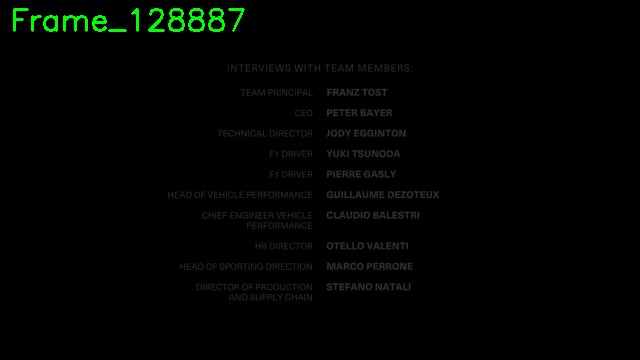 Frame_128887
INTERVIEWS WITH TEAM MEMBERS:
TEAM PRINCIPAL FRANZ TOST
CEO PETER BAYER
TECHNICAL DIRECTOR JODY EGGINTON
F1 DRIVER YUKI TSUNODA
F1 DRIVER PIERRE GASLY
HEAD OF VEHICLE PERFORMANCE GUILLAUME DEZOTEUX
CHIEF ENGINEER VEHICLE CLAUDIO BALESTRI
PERFORMANCE
HR DIRECTOR OTELLO VALENTI
HEAD OF SPORTING DIRECTION MARCO PERRONE
DIRECTOR OF PRODUCTION STEFANO NATALI
AND SUPPLY CHAIN